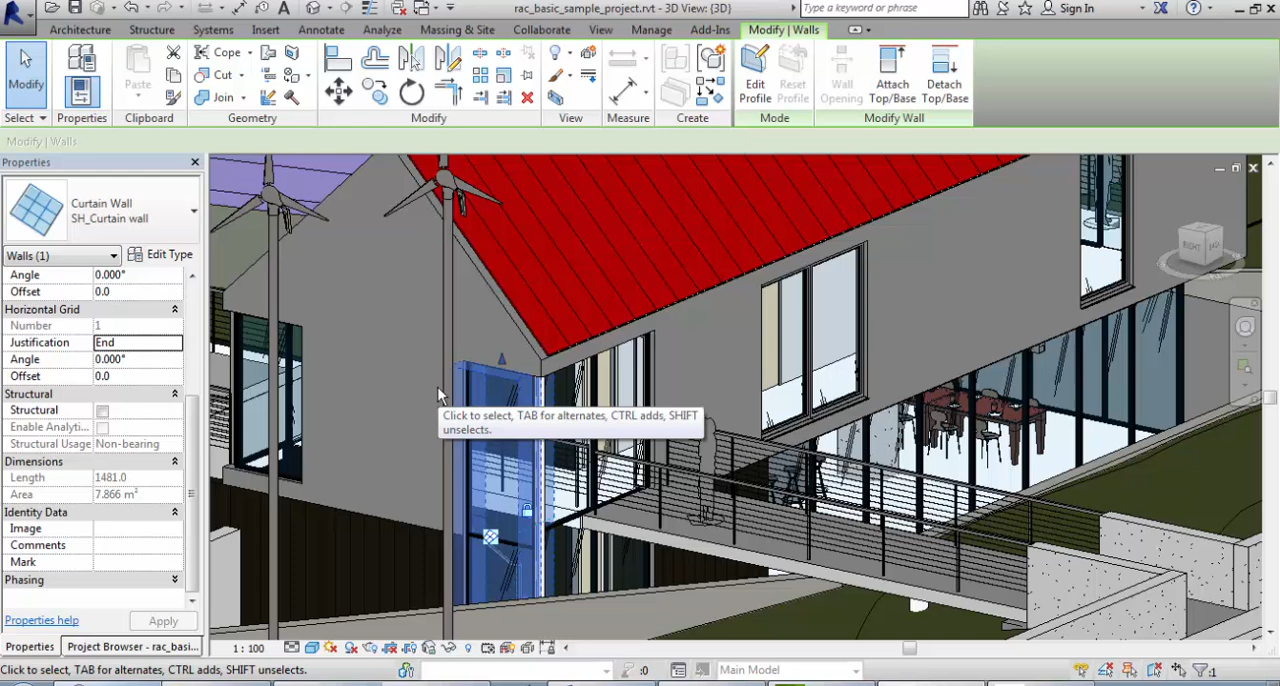 rac_basic_sample_project.rvt - 3D View: {3D}
Type a keyword or phrase
Sign In
Architecture Structure Systems Insert Annotate Analyze Massing & Site Collaborate View Manage Add-Ins Modify | Walls
Modify
Paste
Cope
Cut
Join
Edit Profile
Reset Profile
Wall Opening
Attach Top/Base
Detach Top/Base
Select Properties Clipboard Geometry Modify View Measure Create Mode Modify Wall
Modify | Walls
Properties
Curtain Wall
SH_Curtain wall
Walls (1) Edit Type
Angle 0.000°
Offset 0.0
Horizontal Grid
Number 1
Justification End
Angle 0.000°
Offset 0.0
Structural
Structural
Enable Analyti...
Structural Usage Non-bearing
Dimensions
Length 1481.0
Area 7.866 m²
Identity Data
Image
Comments
Mark
Phasing
Properties help Apply
Properties Project Browser - rac_basi...
RIGHT
Click to select, TAB for alternates, CTRL adds, SHIFT
unselects.
1 : 100
Click to select, TAB for alternates, CTRL adds, SHIFT unselects.
:0
Main Model
:1